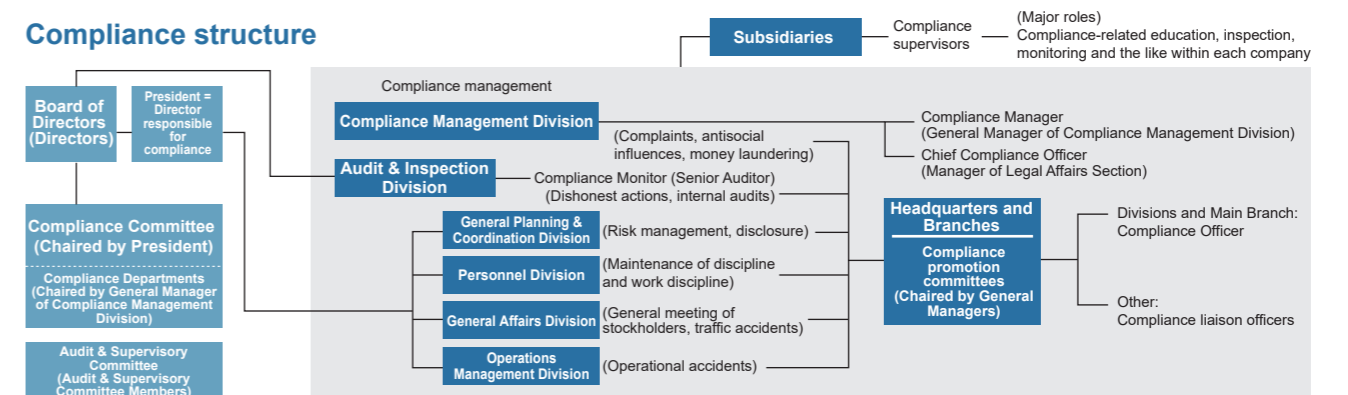 Compliance structure
Subsidiaries
Compliance
supervisors
(Major roles)
Compliance-related education, inspection,
monitoring and the like within each company
Board of
Directors
(Directors)
President =
Director
responsible
for
compliance
Compliance Committee
(Chaired by President)
Compliance Departments
(Chaired by General Manager
of Compliance Management
Division)
Audit & Supervisory
Committee
(Audit & Supervisory
Committee Members)
Compliance management
Compliance Management Division
(Complaints, antisocial
influences, money laundering)
Compliance Manager
(General Manager of Compliance Management Division)
Chief Compliance Officer
(Manager of Legal Affairs Section)
Audit & Inspection
Division
Compliance Monitor (Senior Auditor)
(Dishonest actions, internal audits)
General Planning &
Coordination Division
(Risk management, disclosure)
Personnel Division
(Maintenance of discipline
and work discipline)
General Affairs Division
(General meeting of
stockholders, traffic accidents)
Operations
Management Division
(Operational accidents)
Headquarters and
Branches
Compliance
promotion
committees
(Chaired by General
Managers)
Divisions and Main Branch:
Compliance Officer
Other:
Compliance liaison officers